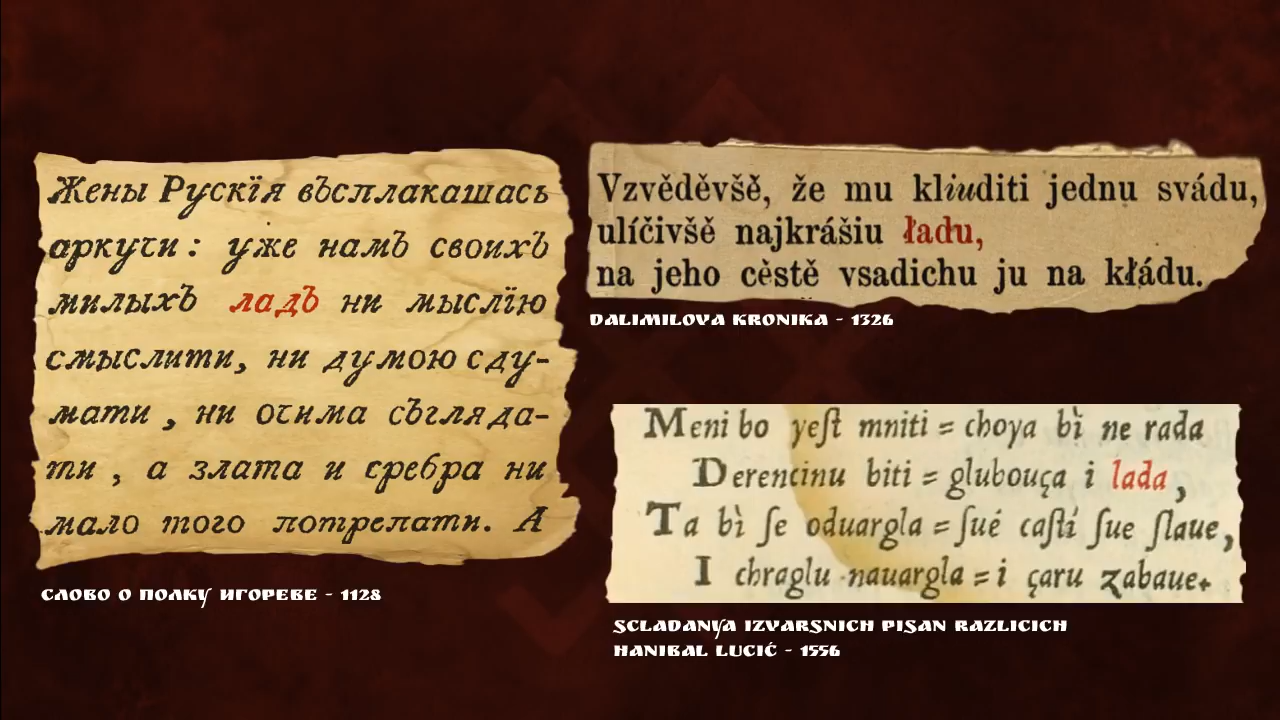 Жены Рускїя въсплакашась
аркучи: уже намъ своихъ
милыхъ ладъ ни мыслїю
смыслити, ни думою сду-
мати, ни очима съгляда-
ти, а злата и сребра ни
мало того потрепати. А
СЛОВО О ПОЛКУ ИГОРЕВЕ - 1128
Vzvěděvšě, že mu kliuditi jednu svádu,
ulíčivšě najkrášiu ładu,
na jeho cěstě vsadichu ju na kłádu.
DALIMILOVA KRONIKA - 1326
Meni bo yeſt mniti = choya bì ne rada
Derencinu biti = glubouça i lada,
Ta bì ſe oduargla = ſué caſtí ſue ſlaue,
I chraglu nauargla = i çaru zabaue.
SCLADANYA IZVARSNICH PISAN RAZLICICH
HANIBAL LUCIĆ - 1556